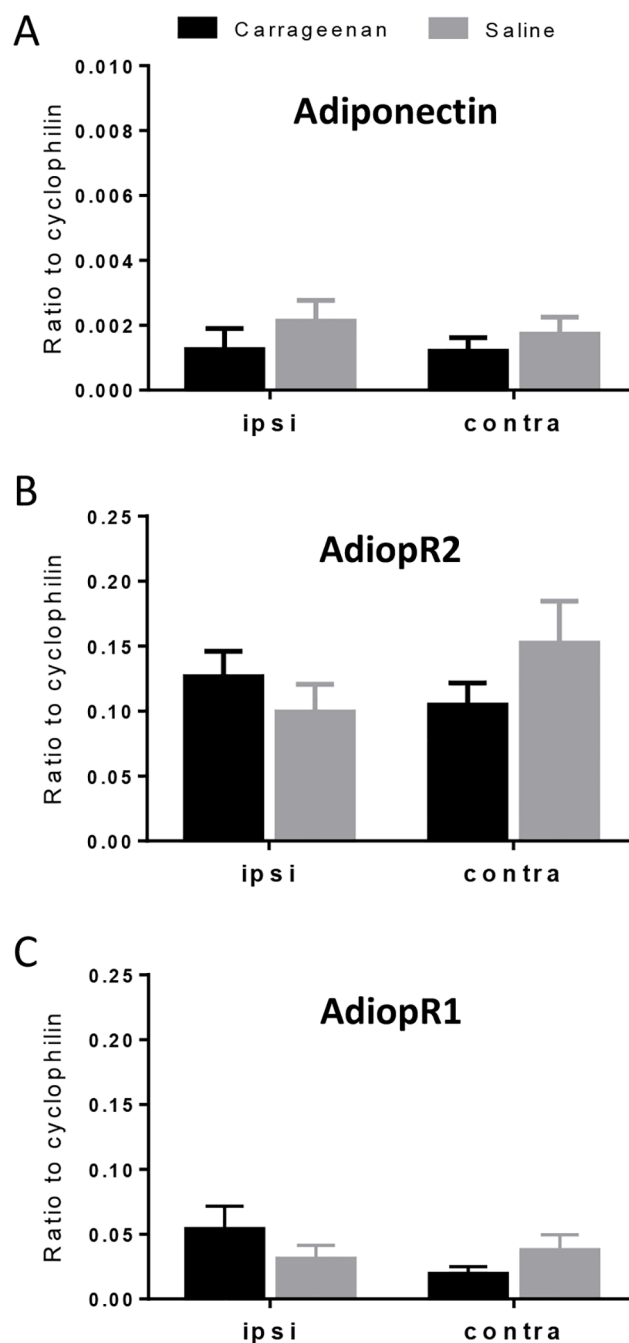 A
Carrageenan Saline
Adiponectin
Ratio to cyclophilin
0.010
0.008
0.006
0.004
0.002
0.000
ipsi contra
B
AdiopR2
Ratio to cyclophilin
0.25
0.20
0.15
0.10
0.05
0.00
ipsi contra
C
AdiopR1
Ratio to cyclophilin
0.25
0.20
0.15
0.10
0.05
0.00
ipsi contra